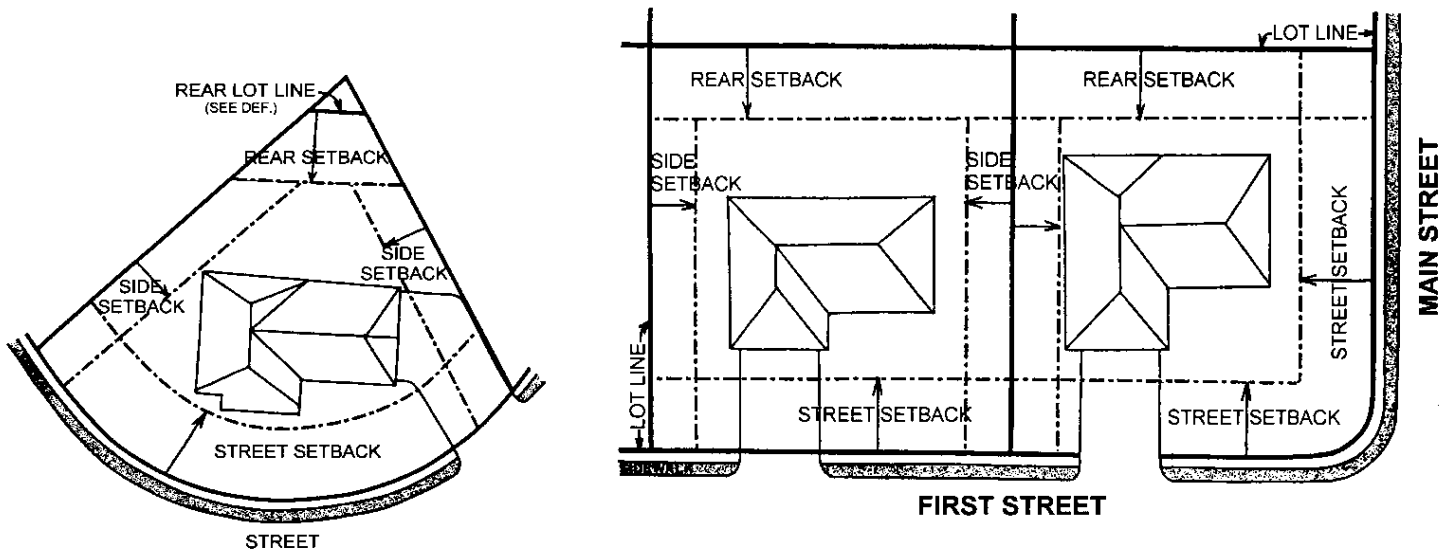 REAR LOT LINE
(SEE DEF.)
REAR SETBACK
SIDE
SETBACK
SIDE
SETBACK
STREET SETBACK
STREET
LOT LINE
REAR SETBACK
REAR SETBACK
SIDE
SETBACK
SIDE
SETBACK
STREET SETBACK
MAIN STREET
LOT LINE
STREET SETBACK
STREET SETBACK
SIDEWALK
FIRST STREET